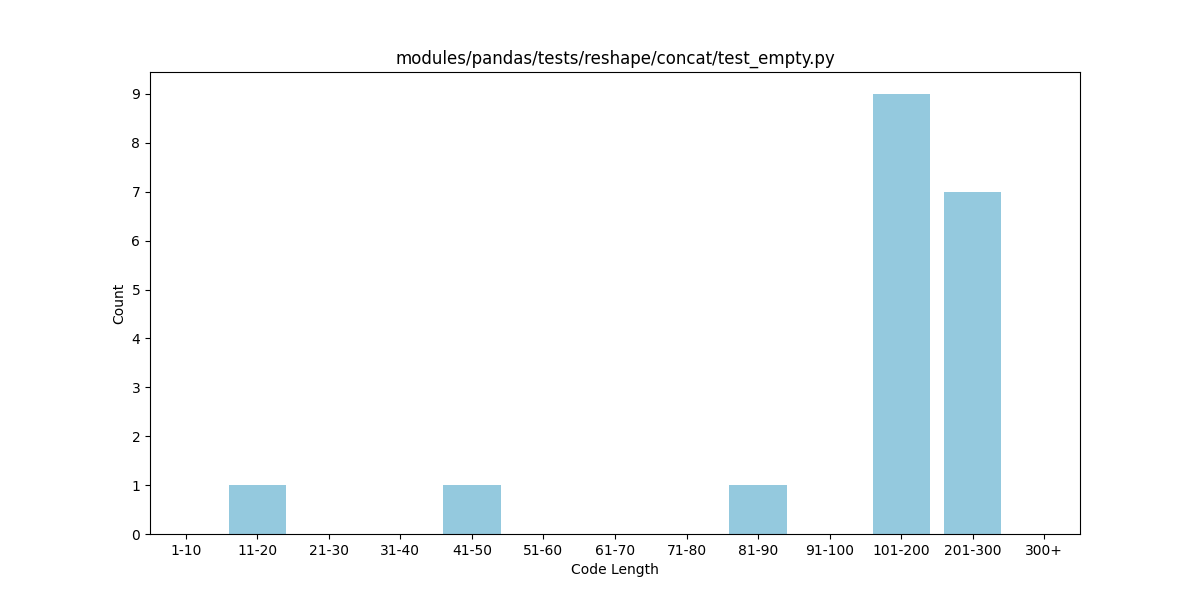 modules/pandas/tests/reshape/concat/test_empty.py
9
8
7
6
5
4
3
2
1
0
Count
1-10 11-20 21-30 31-40 41-50 51-60 61-70 71-80 81-90 91-100 101-200 201-300 300+
Code Length